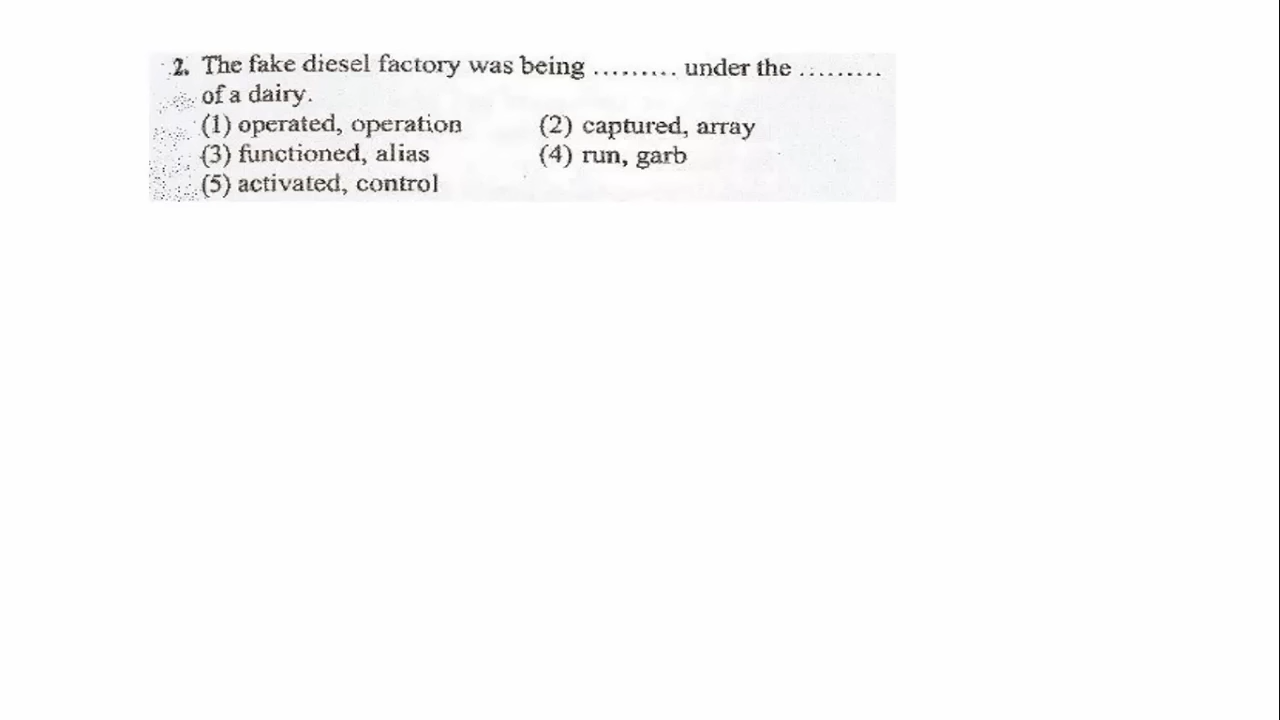 2. The fake diesel factory was being ......... under the .........
of a dairy.
(1) operated, operation (2) captured, array
(3) functioned, alias (4) run, garb
(5) activated, control